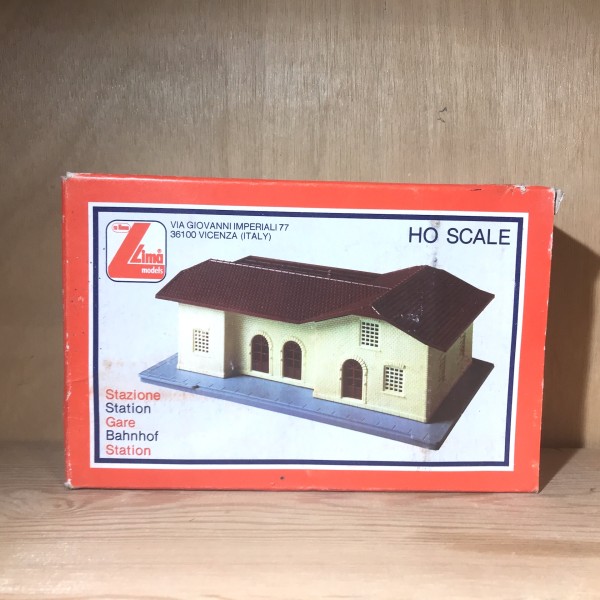 Lima
models
VIA GIOVANNI IMPERIALI 77
36100 VICENZA (ITALY)
HO SCALE
Stazione
Station
Gare
Bahnhof
Station